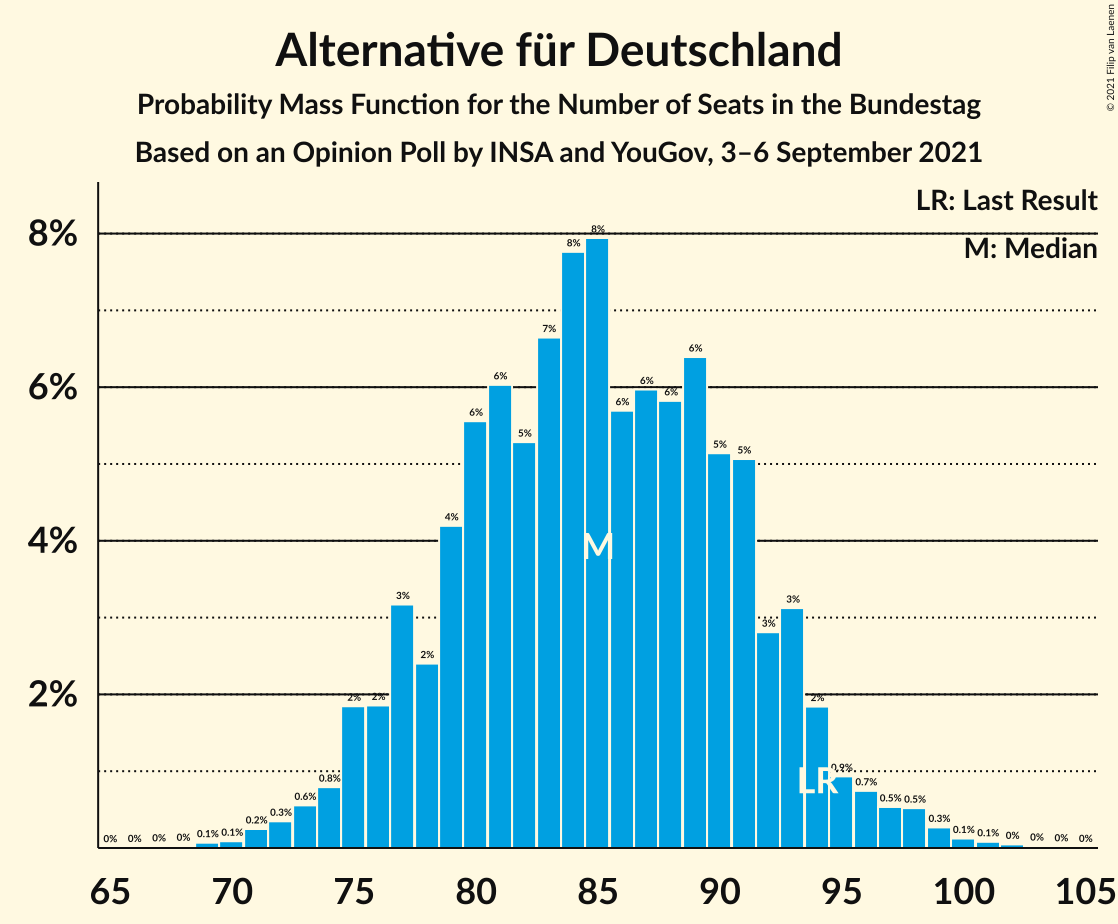 Alternative für Deutschland
Probability Mass Function for the Number of Seats in the Bundestag
Based on an Opinion Poll by INSA and YouGov, 3–6 September 2021
© 2021 Filip van Laenen
LR: Last Result
M: Median
8%
6%
4%
2%
0% 0% 0% 0% 0.1% 0.1% 0.2% 0.3% 0.6% 0.8% 2% 2% 3% 2% 4% 6% 6% 5% 7% 8% 8% 6% 6% 6% 6% 5% 5% 3% 3% 2% 0.9% 0.7% 0.5% 0.5% 0.3% 0.1% 0.1% 0% 0% 0% 0%
M
LR
65 70 75 80 85 90 95 100 105